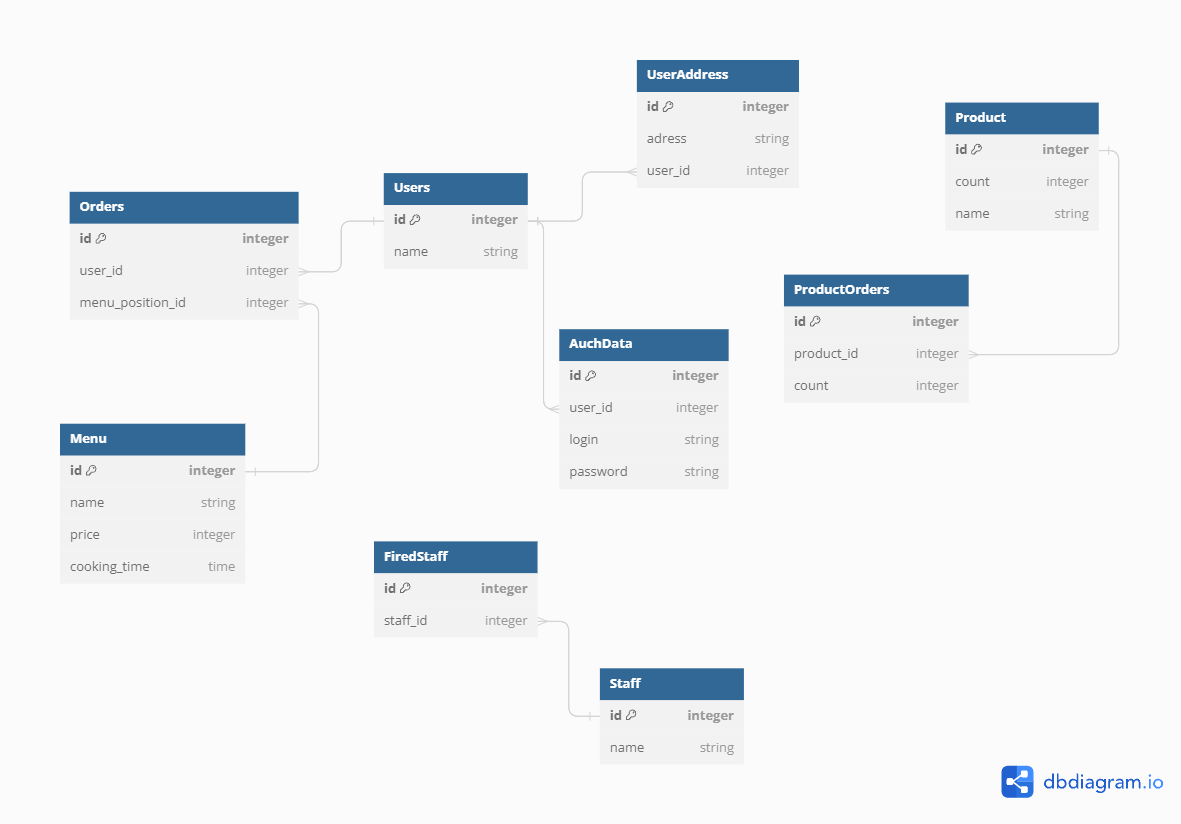 UserAddress
id integer
adress string
user_id integer
Product
id integer
count integer
name string
Users
id integer
name string
Orders
id integer
user_id integer
menu_position_id integer
ProductOrders
id integer
product_id integer
count integer
AuchData
id integer
user_id integer
login string
password string
Menu
id integer
name string
price integer
cooking_time time
FiredStaff
id integer
staff_id integer
Staff
id integer
name string
dbdiagram.io